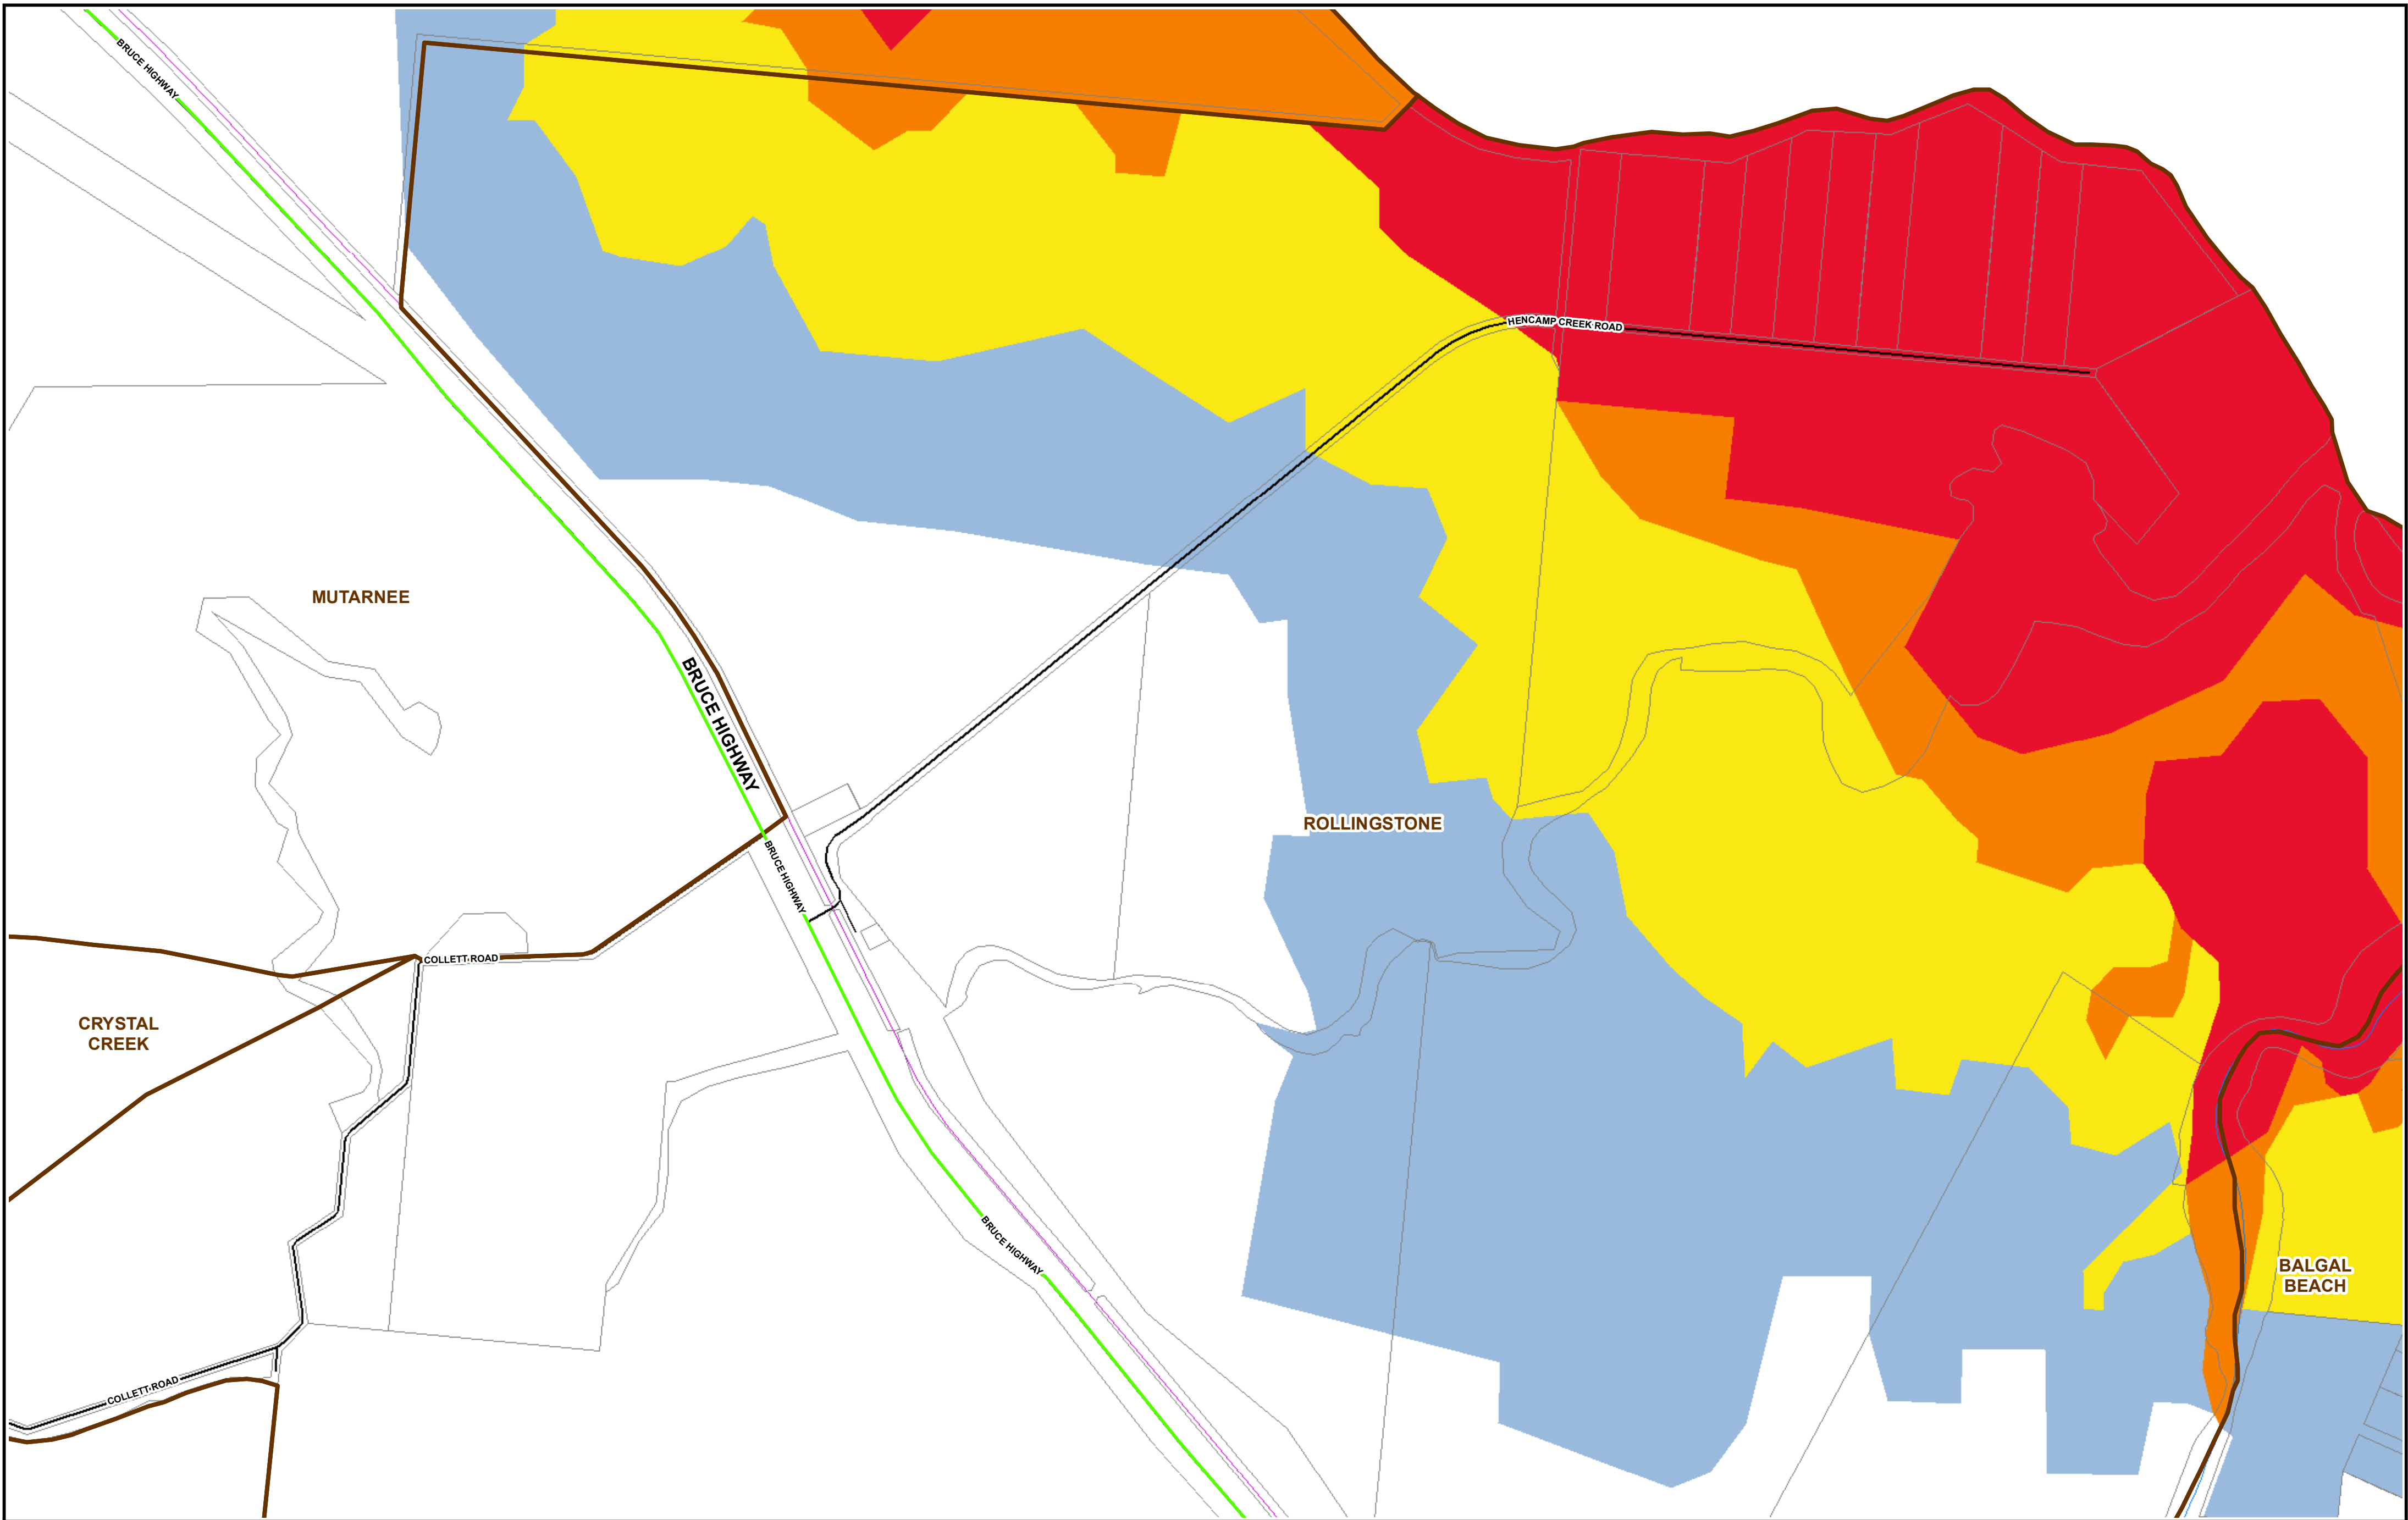 BRUCE HIGHWAY
HENCAMP CREEK ROAD
MUTARNEE
BRUCE HIGHWAY
ROLLINGSTONE
BRUCE HIGHWAY
COLLETT ROAD
CRYSTAL
CREEK
BRUCE HIGHWAY
BALGAL
BEACH
COLLETT ROAD